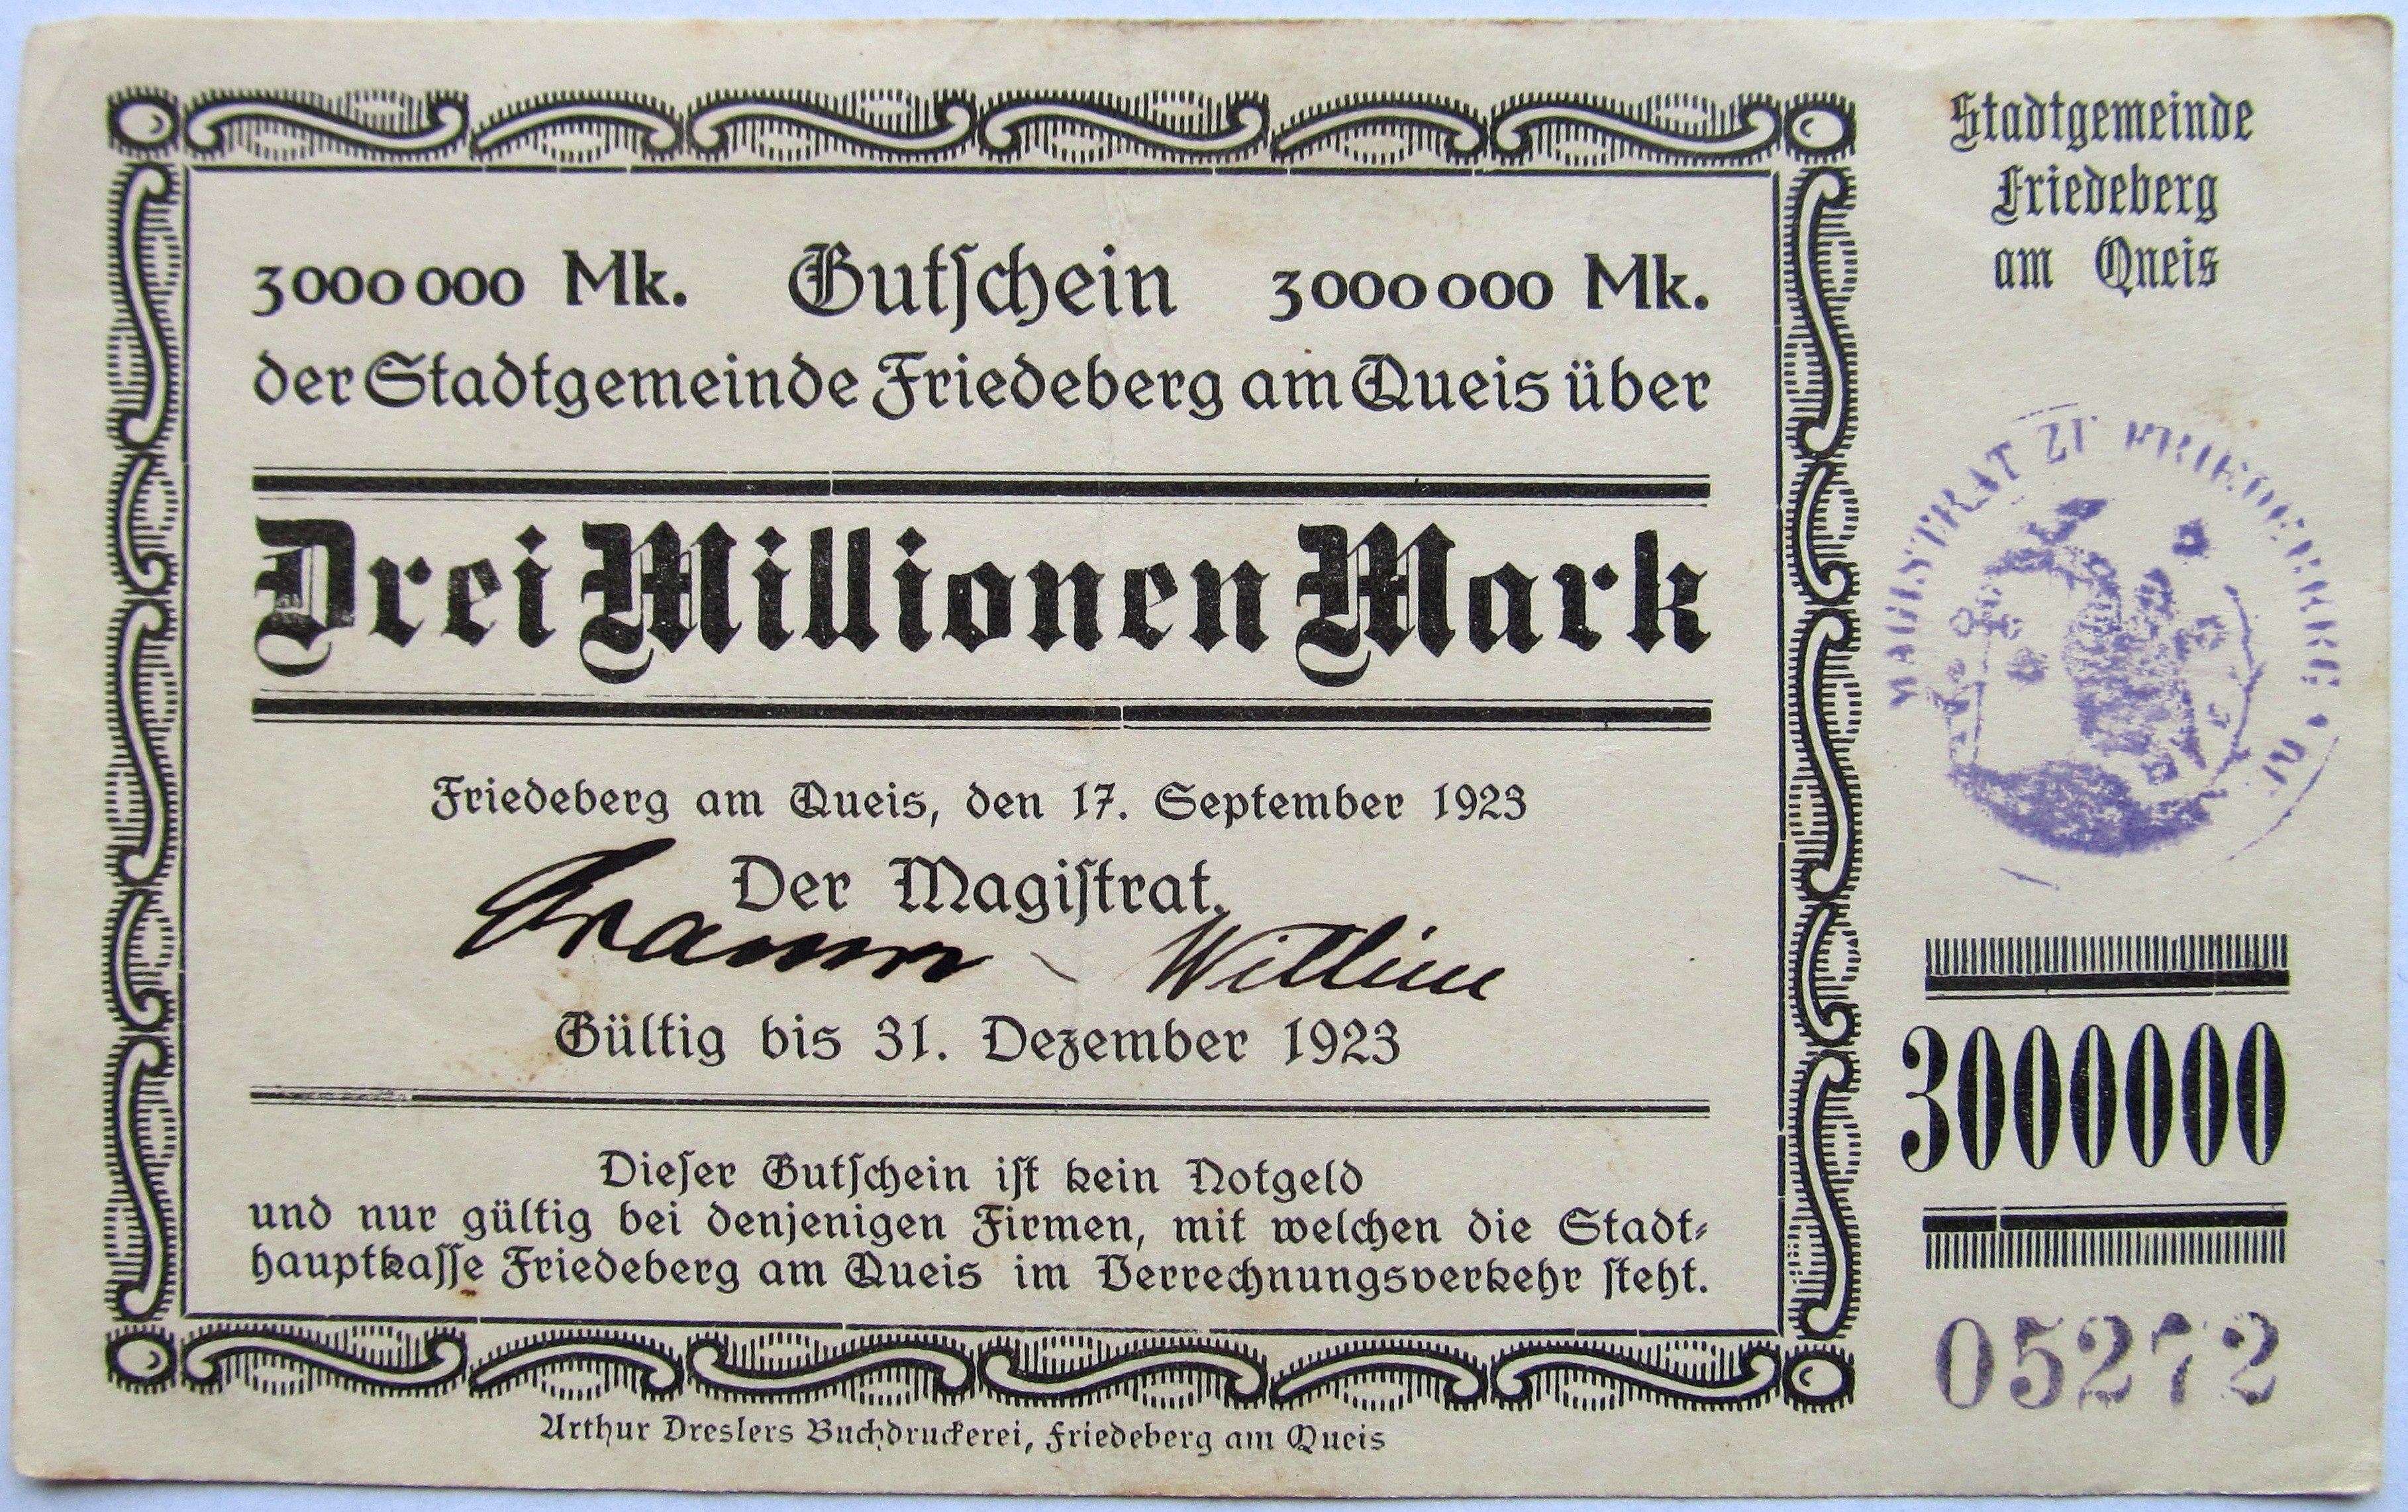 3000000 Mk. Gutſchein 3000000 Mk.
der Stadtgemeinde Friedeberg am Queis über
Drei Millionen Mark
Friedeberg am Queis, den 17. September 1923
Der Magiſtrat.
Gültig bis 31. Dezember 1923
Dieſer Gutſchein iſt kein Notgeld
und nur gültig bei denjenigen Firmen, mit welchen die Stadt⸗
hauptkaſſe Friedeberg am Queis im Verrechnungsverkehr ſteht.
Arthur Dreslers Buchdruckerei, Friedeberg am Queis
Stadtgemeinde
Friedeberg
am Queis
MAGISTRAT ZU FRIEDEBERG
3000000
05272